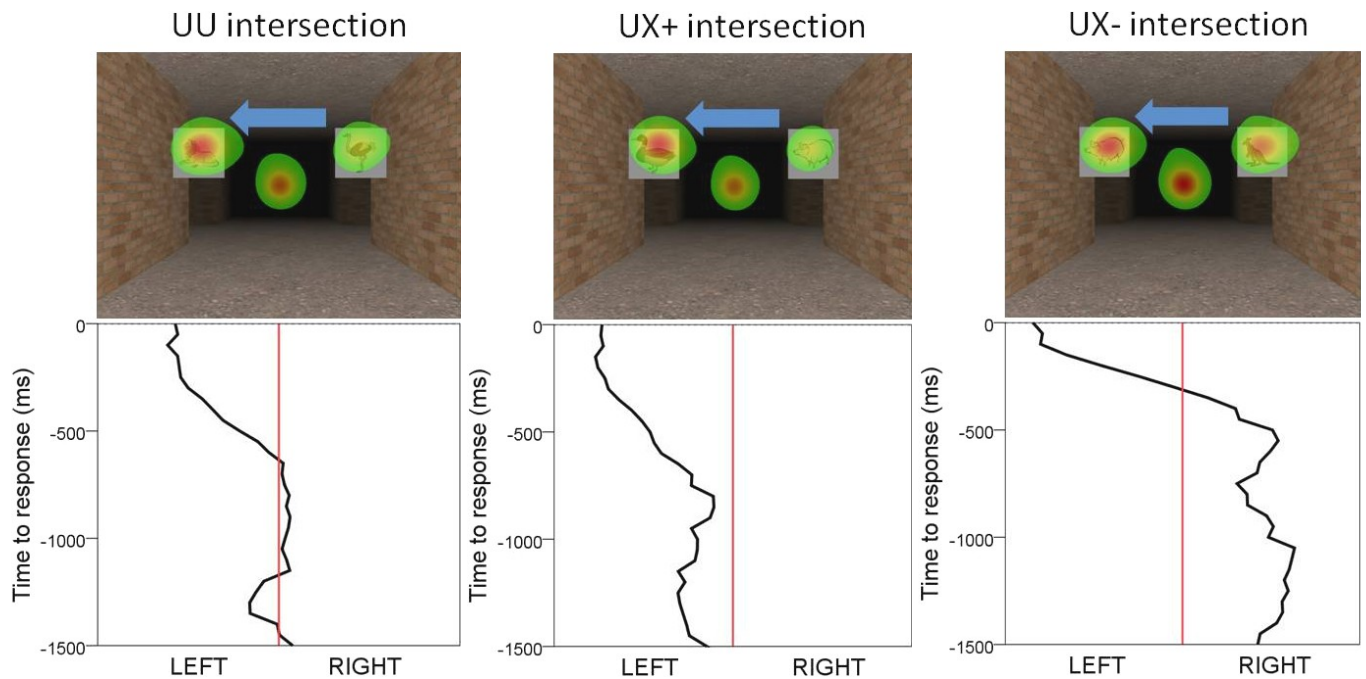 UU intersection
UX+ intersection
UX- intersection
Time to response (ms)
0
-500
-1000
-1500
LEFT
RIGHT
Time to response (ms)
0
-500
-1000
-1500
LEFT
RIGHT
Time to response (ms)
0
-500
-1000
-1500
LEFT
RIGHT